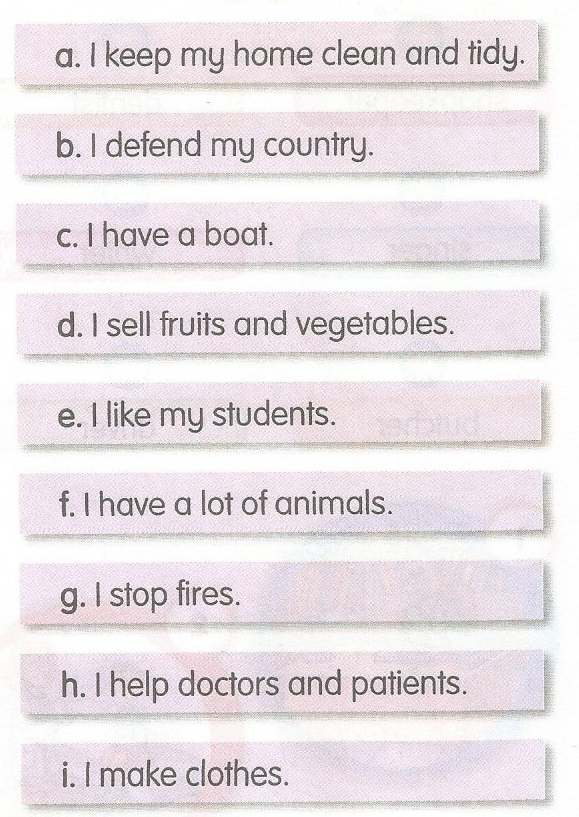 a. I keep my home clean and tidy.
b. I defend my country.
c. I have a boat.
d. I sell fruits and vegetables.
e. I like my students.
f. I have a lot of animals.
g. I stop fires.
h. I help doctors and patients.
i. I make clothes.